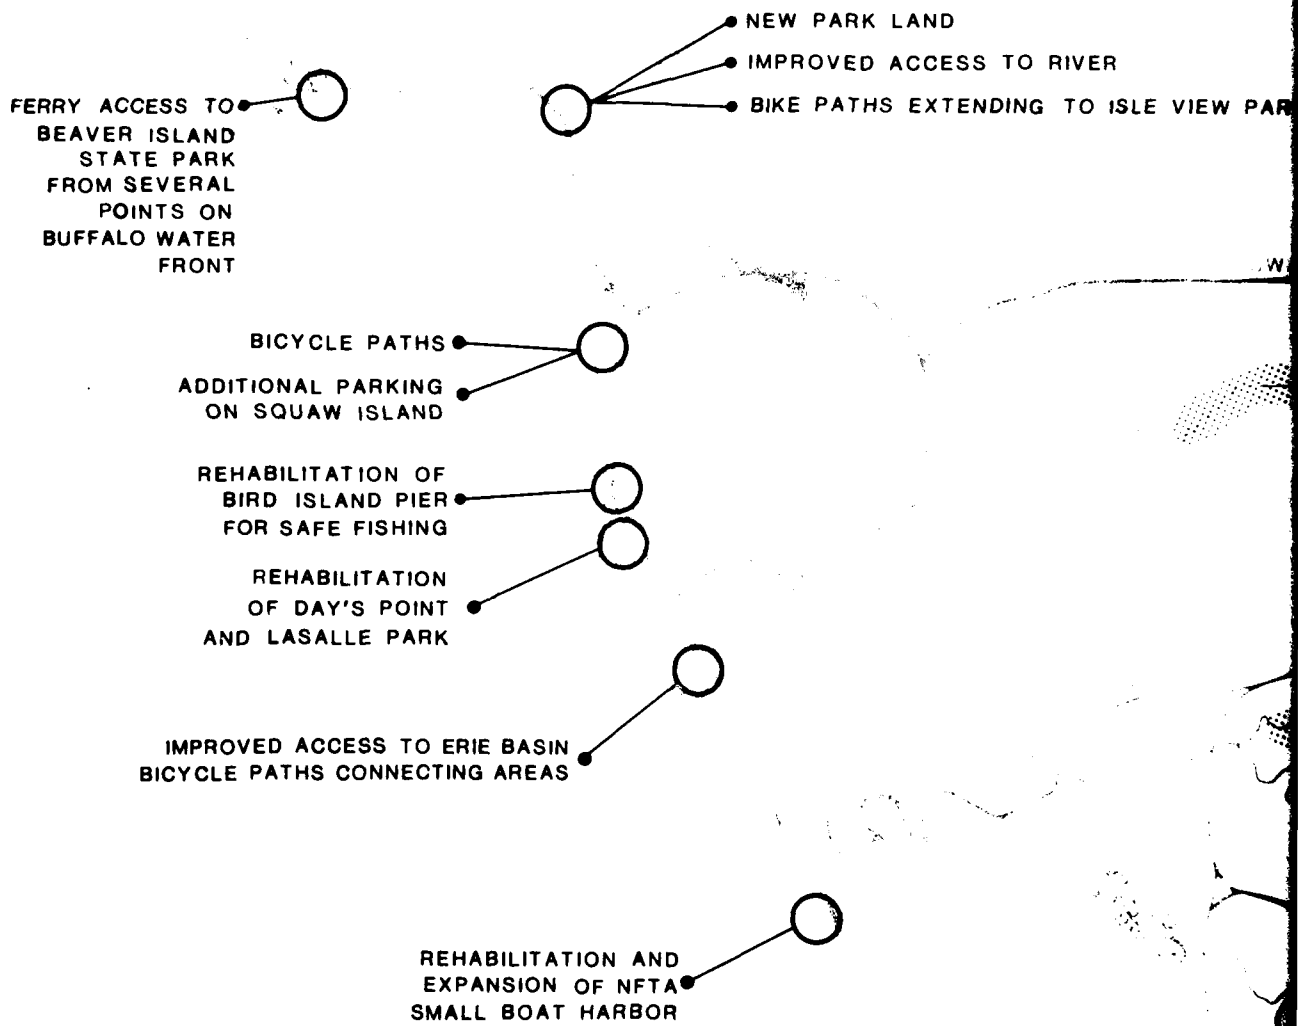 NEW PARK LAND
IMPROVED ACCESS TO RIVER
BIKE PATHS EXTENDING TO ISLE VIEW PAR
FERRY ACCESS TO
BEAVER ISLAND
STATE PARK
FROM SEVERAL
POINTS ON
BUFFALO WATER
FRONT
BICYCLE PATHS
ADDITIONAL PARKING
ON SQUAW ISLAND
REHABILITATION OF
BIRD ISLAND PIER
FOR SAFE FISHING
REHABILITATION
OF DAY'S POINT
AND LASALLE PARK
IMPROVED ACCESS TO ERIE BASIN
BICYCLE PATHS CONNECTING AREAS
REHABILITATION AND
EXPANSION OF NFTA
SMALL BOAT HARBOR